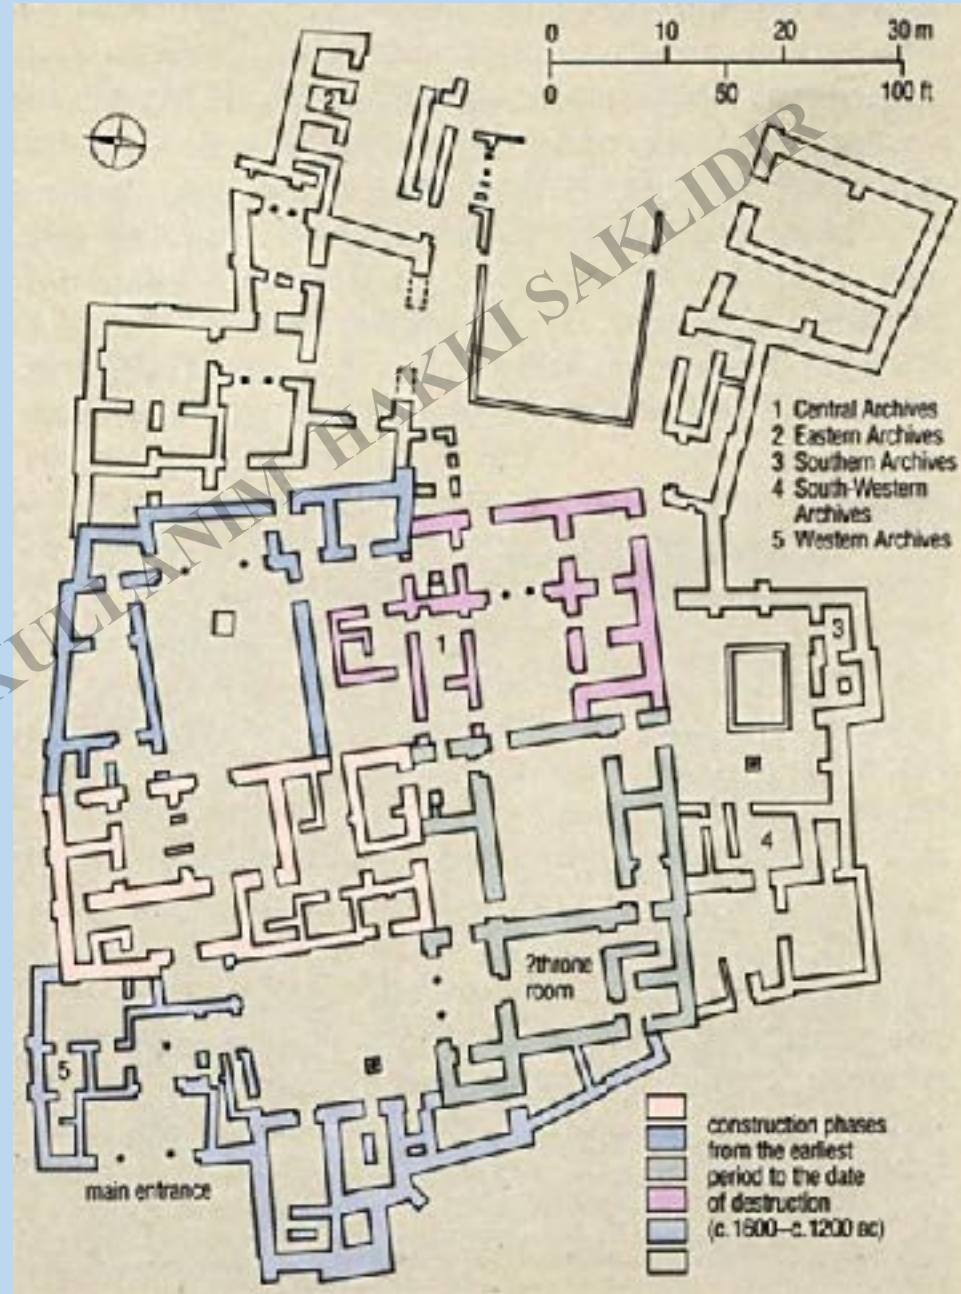 0 10 20 30 m
0 50 100 ft
KULLANIM HAKKI SAKLIDIR
2
1 Central Archives
2 Eastern Archives
3 Southern Archives
4 South-Western
Archives
5 Western Archives
3
1
4
?throne
room
5
main entrance
construction phases
from the earliest
period to the date
of destruction
(c.1600–c.1200 BC)